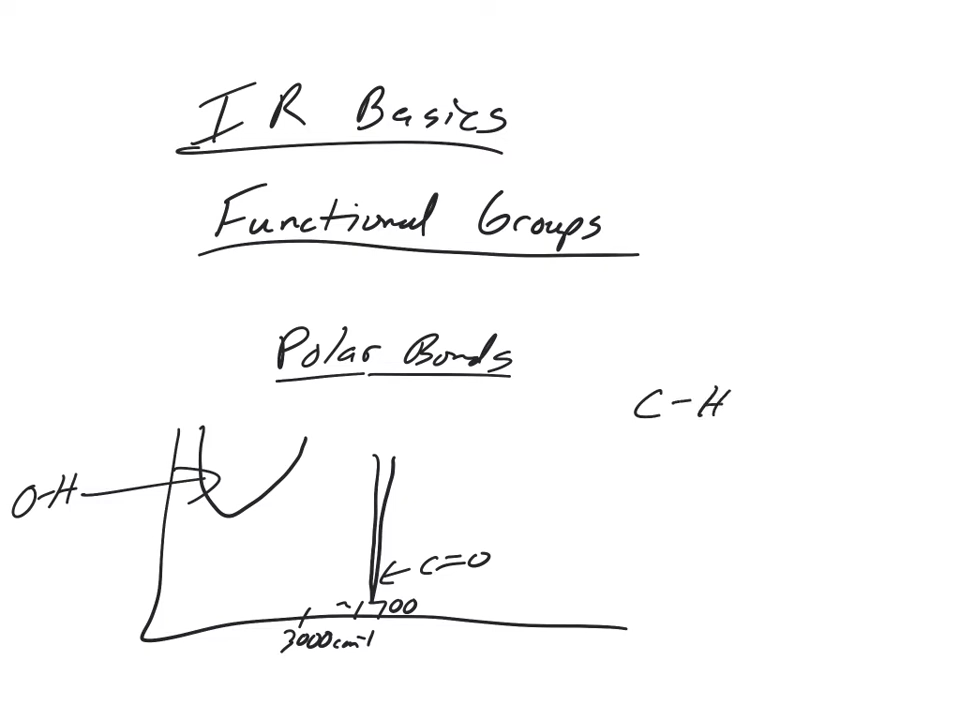 IR Basics
Functional Groups
Polar Bonds
C-H
O-H
C=O
~1700
3000cm-1